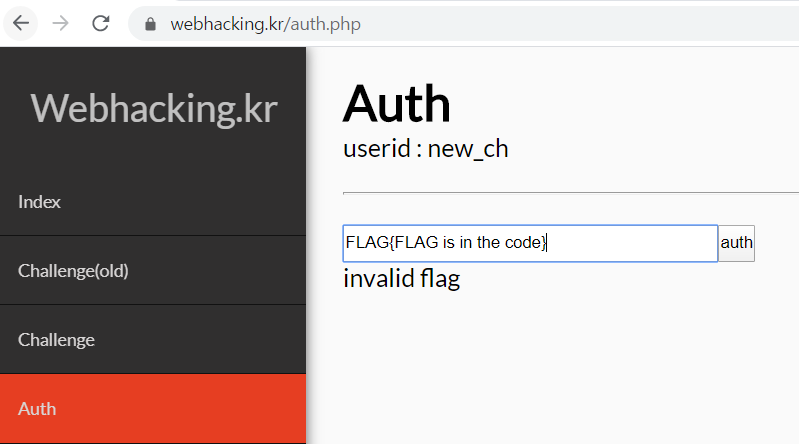 webhacking.kr/auth.php
Webhacking.kr
Index
Challenge(old)
Challenge
Auth
Auth
userid : new_ch
FLAG{FLAG is in the code}
auth
invalid flag